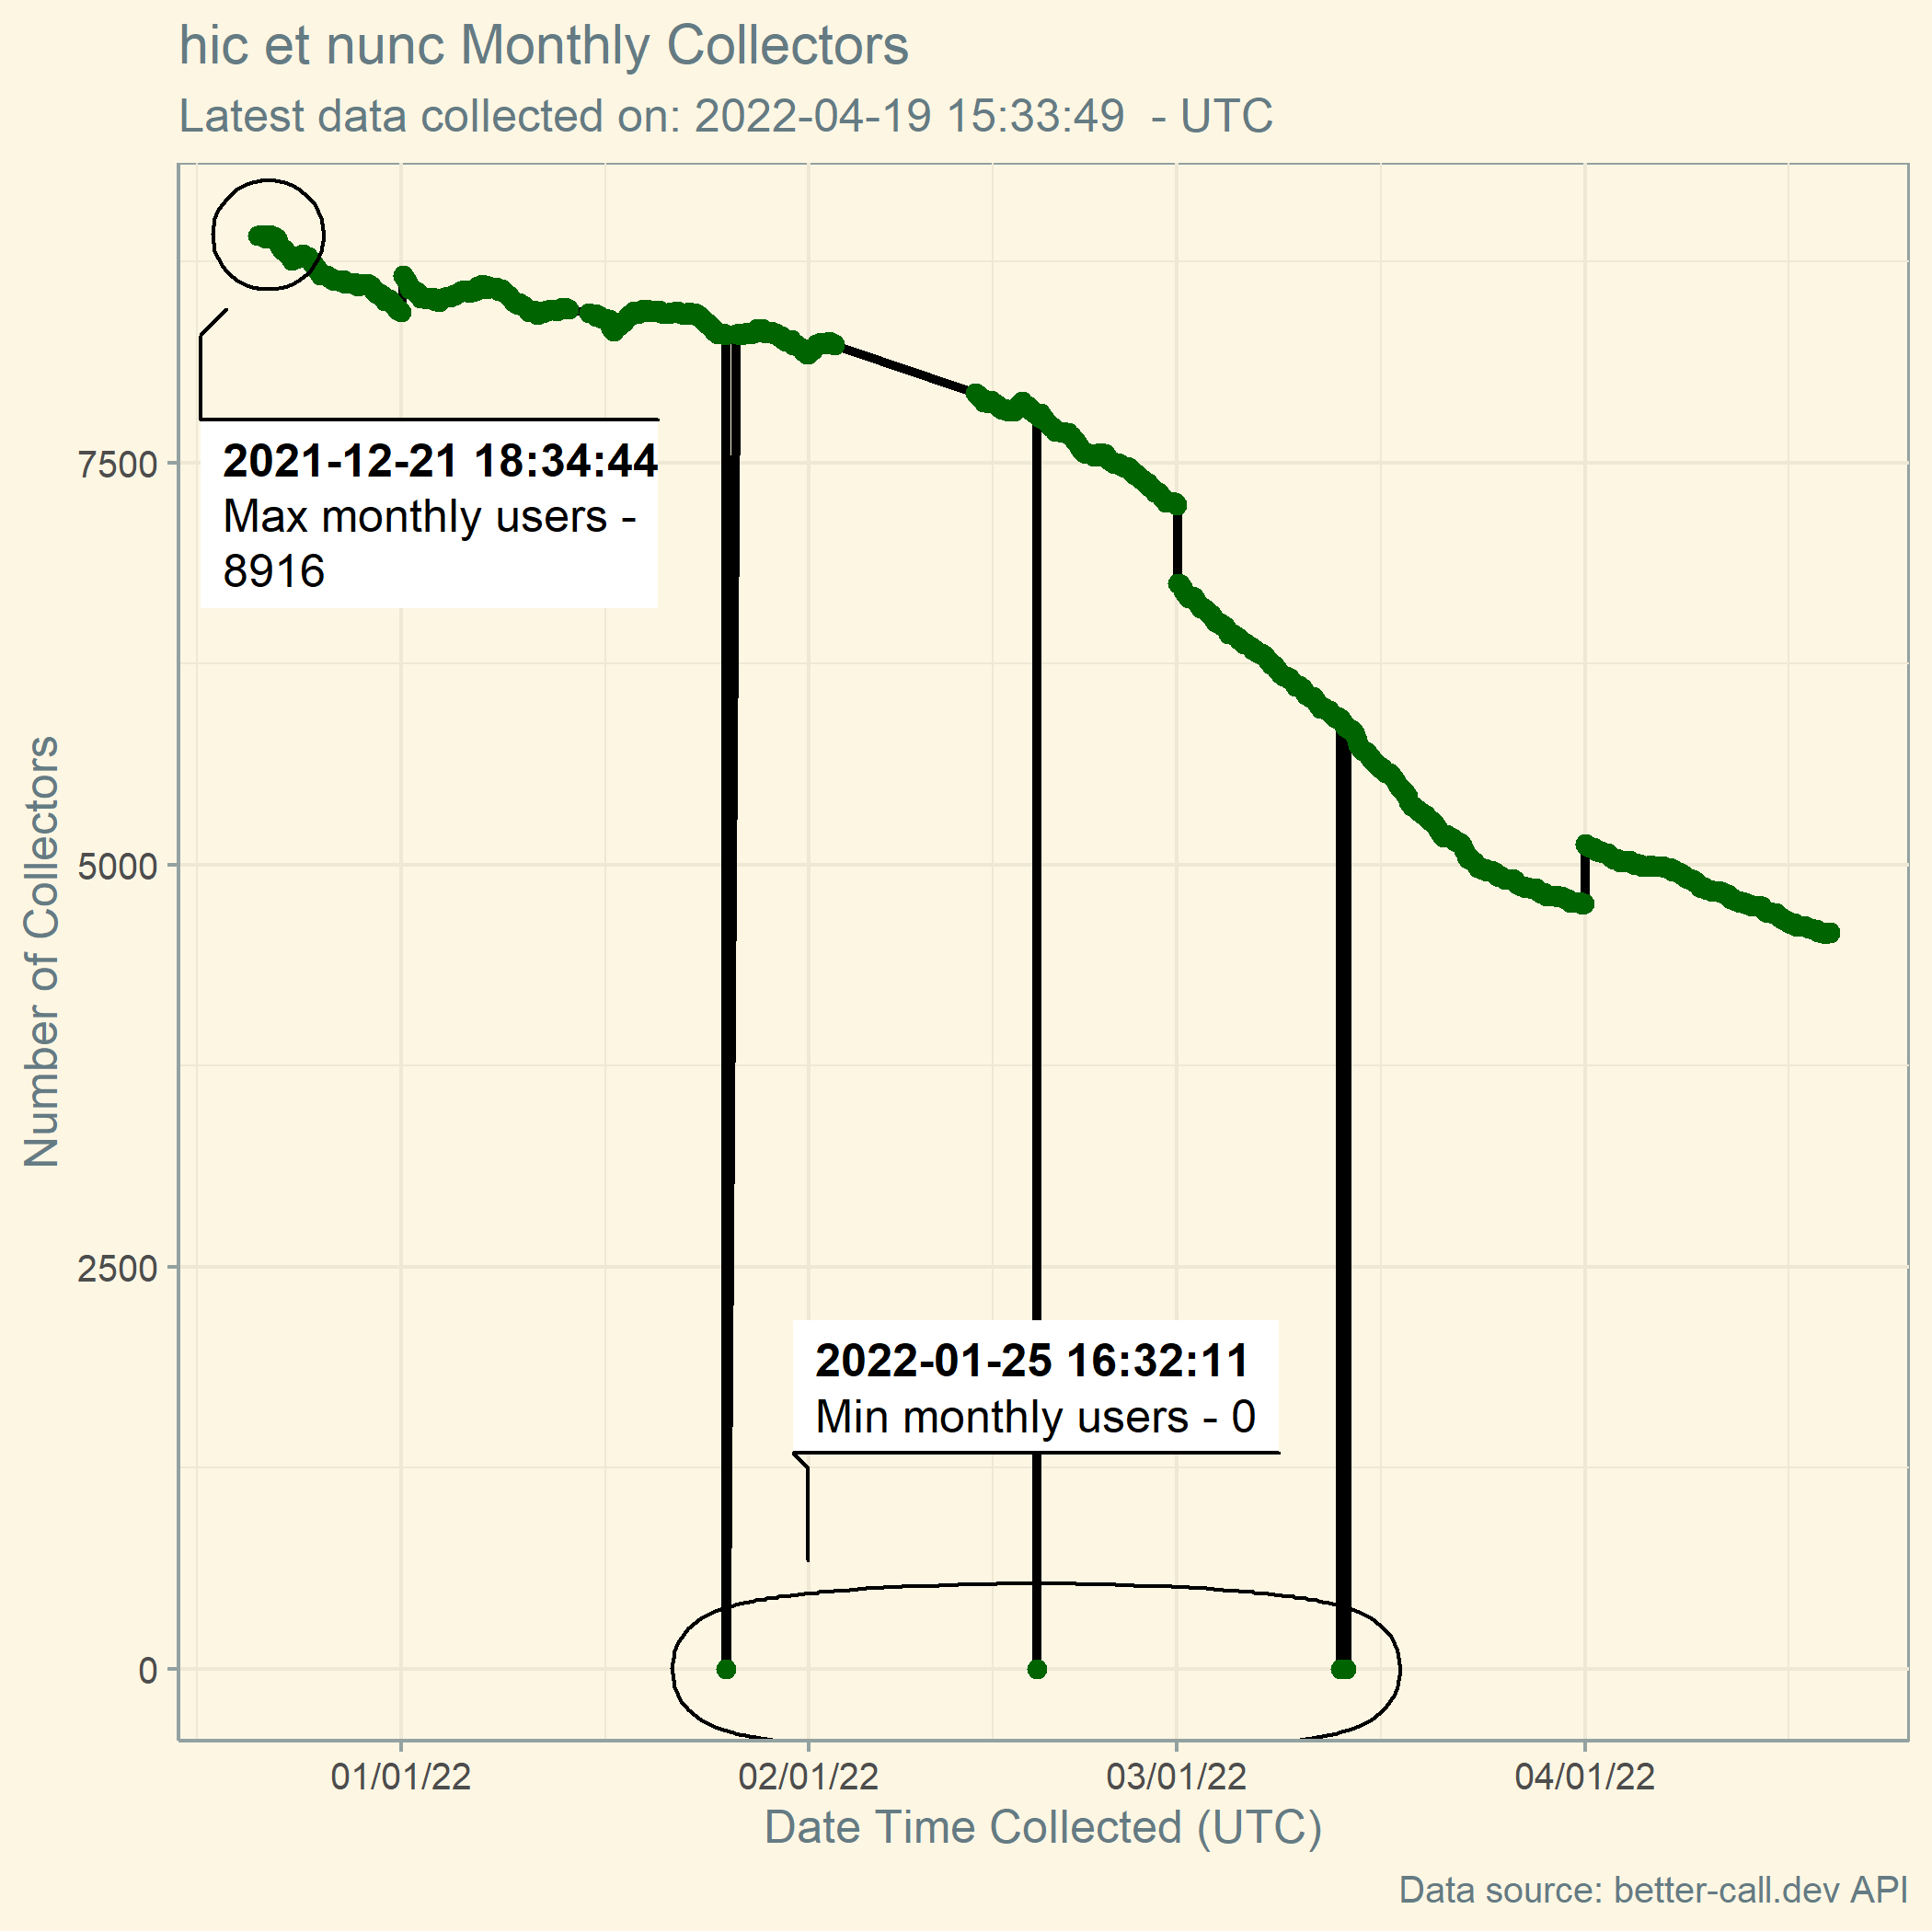 hic et nunc Monthly Collectors
Latest data collected on: 2022-04-19 15:33:49  - UTC
Number of Collectors
7500
5000
2500
0
2021-12-21 18:34:44
Max monthly users -
8916
2022-01-25 16:32:11
Min monthly users - 0
01/01/22
02/01/22
03/01/22
04/01/22
Date Time Collected (UTC)
Data source: better-call.dev API